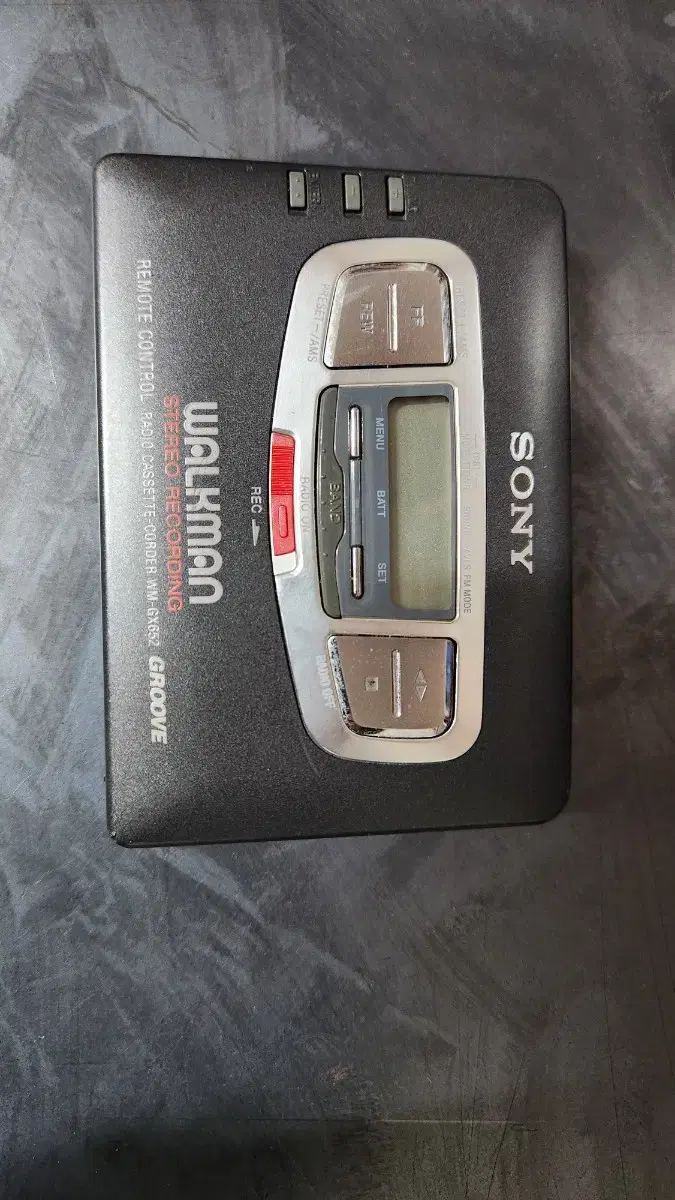 SONY
FM MODE
FF
REW
PRESET−/AMS
MENU
BATT
SET
BAND
RADIO ON
RADIO OFF
REC
WALKMAN
STEREO RECORDING
REMOTE CONTROL RADIO CASSETTE-CORDER WM-GX652 GROOVE